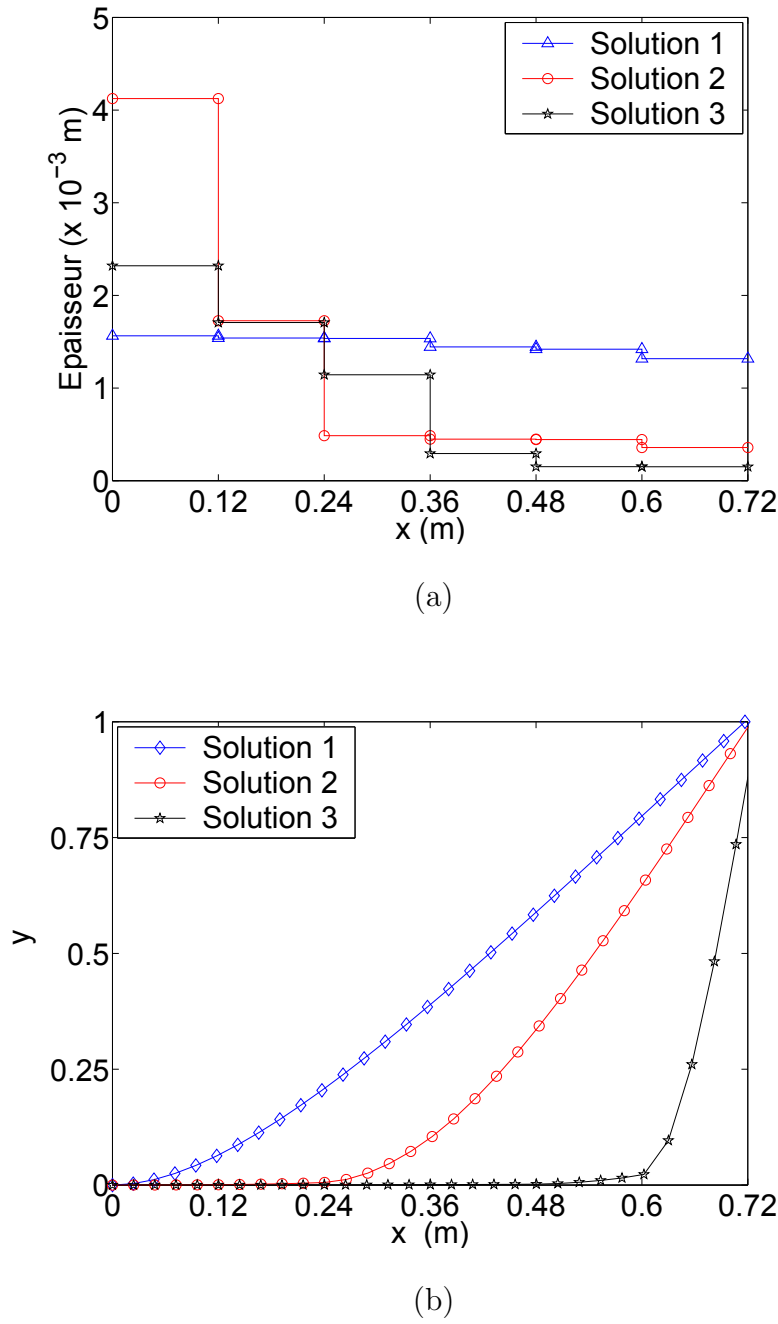 5
4
3
2
1
0
Epaisseur (x 10⁻³ m)
Solution 1
Solution 2
Solution 3
0 0.12 0.24 0.36 0.48 0.6 0.72
x (m)
(a)
1
0.75
0.5
0.25
0
y
Solution 1
Solution 2
Solution 3
0 0.12 0.24 0.36 0.48 0.6 0.72
x (m)
(b)